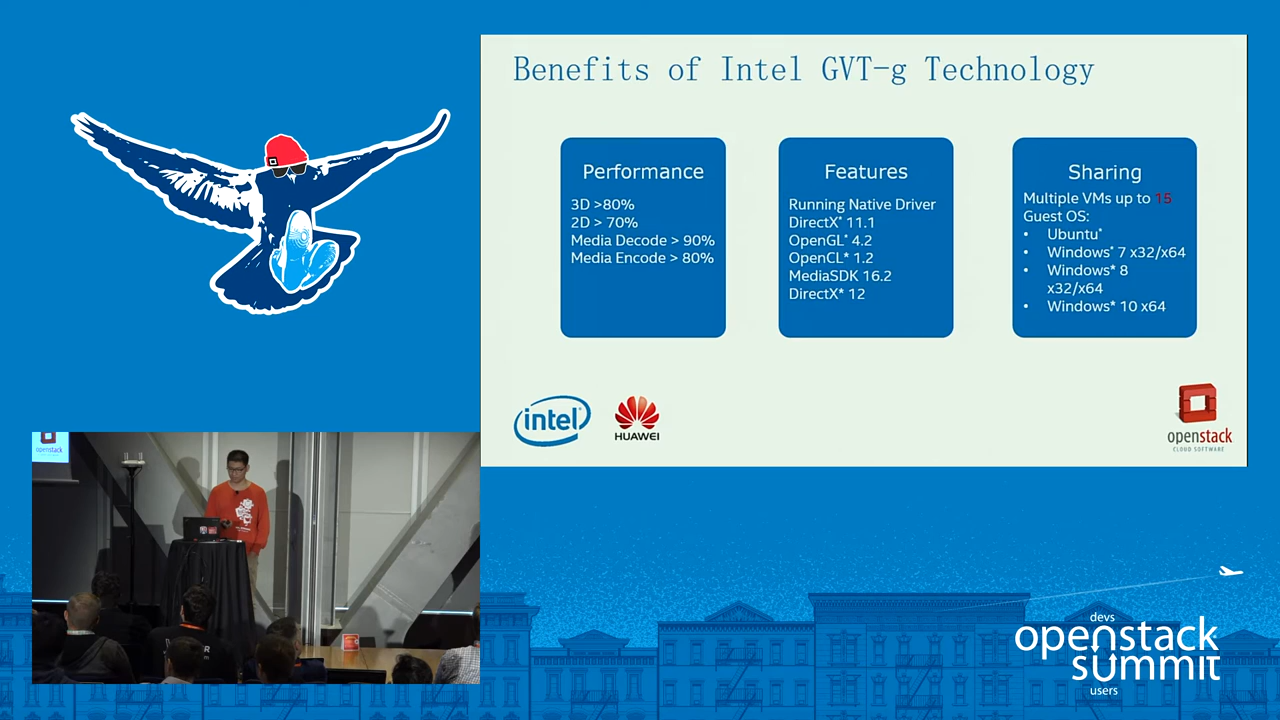 Benefits of Intel GVT-g Technology
Performance
3D >80%
2D > 70%
Media Decode > 90%
Media Encode > 80%
Features
Running Native Driver
DirectX* 11.1
OpenGL* 4.2
OpenCL* 1.2
MediaSDK 16.2
DirectX* 12
Sharing
Multiple VMs up to 15
Guest OS:
• Ubuntu*
• Windows* 7 x32/x64
• Windows* 8
x32/x64
• Windows* 10 x64
intel
HUAWEI
openstack
CLOUD SOFTWARE
openstack
devs
openstack
summit
users